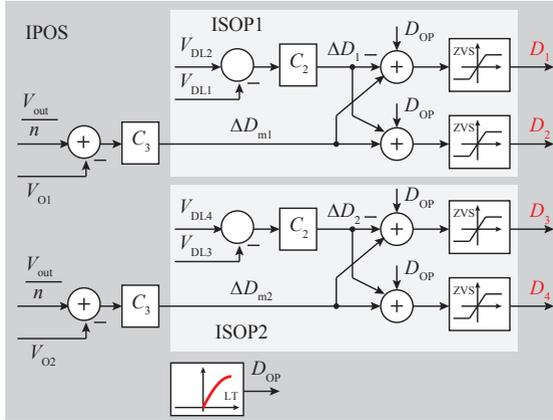 IPOS
ISOP1
V_DL2
V_DL1
C_2
ΔD_1
D_OP
ZVS
D_1
V_out
n
V_O1
C_3
ΔD_m1
D_OP
ZVS
D_2
V_DL4
V_DL3
C_2
ΔD_2
D_OP
ZVS
D_3
V_out
n
V_O2
C_3
ΔD_m2
D_OP
ZVS
D_4
ISOP2
LT
D_OP